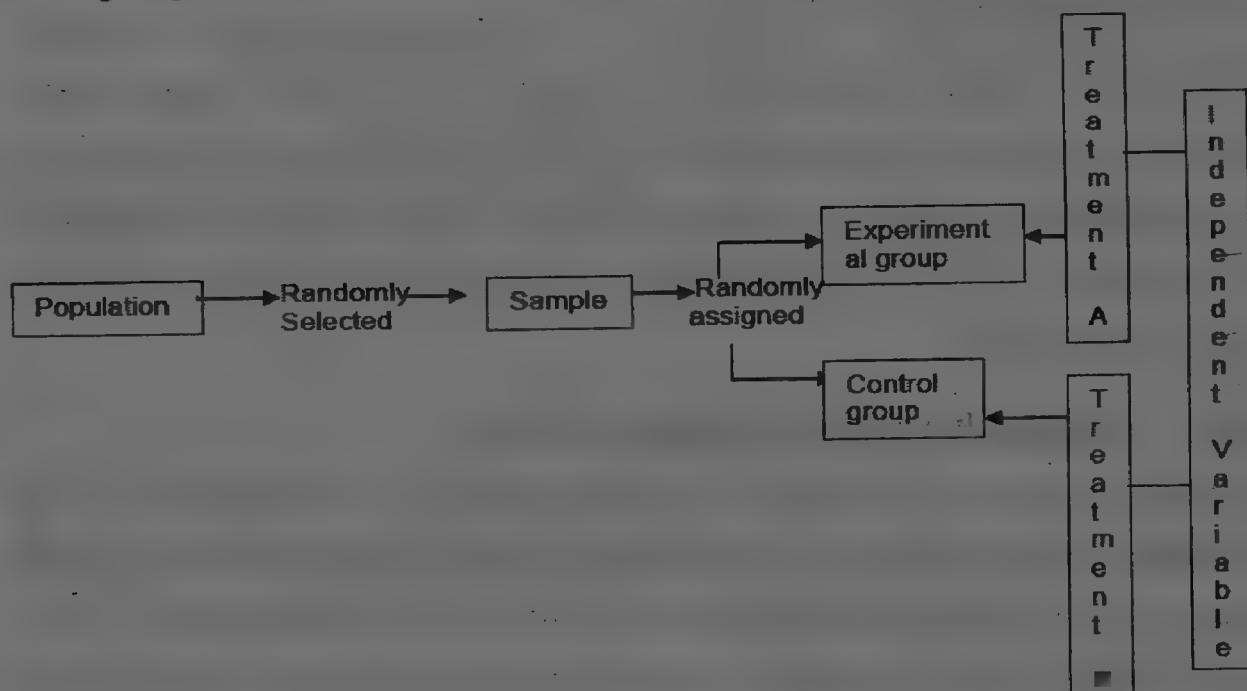 Population
Randomly
Selected
Sample
Randomly
assigned
Experiment
al group
Control
group
Treatment A
Treatment
Independent Variable